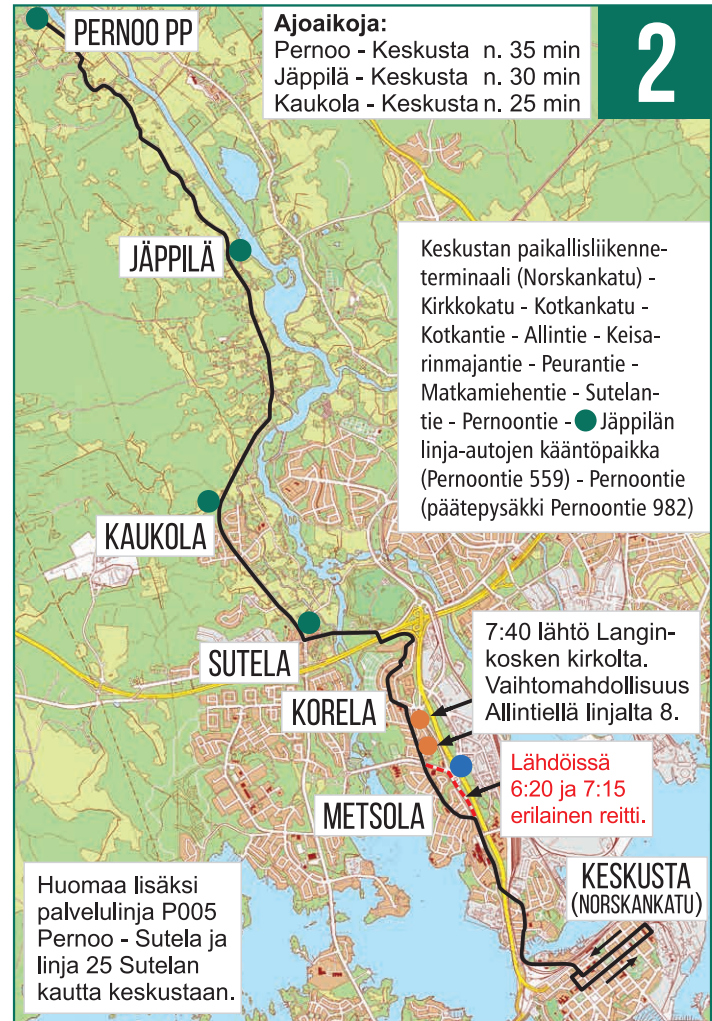 PERNOO PP
Ajoaikoja:
Pernoo - Keskusta n. 35 min
Jäppilä - Keskusta n. 30 min
Kaukola - Keskusta n. 25 min
2
JÄPPILÄ
Keskustan paikallisliikenne-
terminaali (Norskankatu) -
Kirkkokatu - Kotkankatu -
Kotkantie - Allintie - Keisa-
rinmajantie - Peurantie -
Matkamiehentie - Sutelan-
tie - Pernoontie - Jäppilän
linja-autojen kääntöpaikka
(Pernoontie 559) - Pernoontie
(päätepysäkki Pernoontie 982)
KAUKOLA
SUTELA
7:40 lähtö Langin-
kosken kirkolta.
Vaihtomahdollisuus
Allintiellä linjalta 8.
KORELA
Lähdöissä
6:20 ja 7:15
erilainen reitti.
METSOLA
KESKUSTA
(NORSKANKATU)
Huomaa lisäksi
palvelulinja P005
Pernoo - Sutela ja
linja 25 Sutelan
kautta keskustaan.